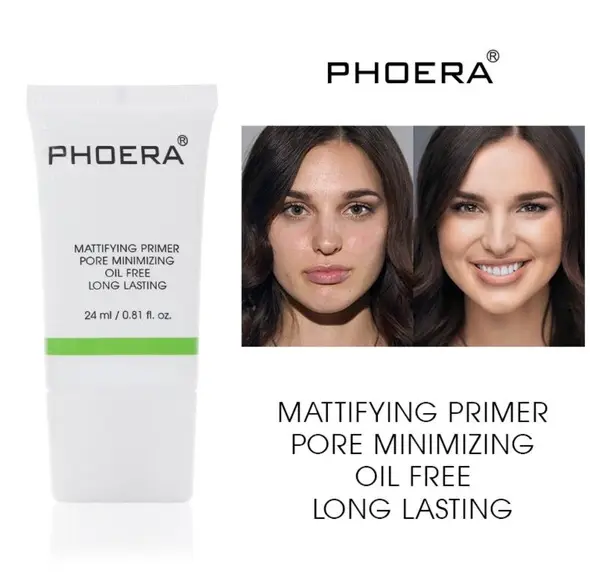 PHOERA®
MATTIFYING PRIMER
PORE MINIMIZING
OIL FREE
LONG LASTING
24 ml / 0.81 fl. oz.
PHOERA®
MATTIFYING PRIMER
PORE MINIMIZING
OIL FREE
LONG LASTING